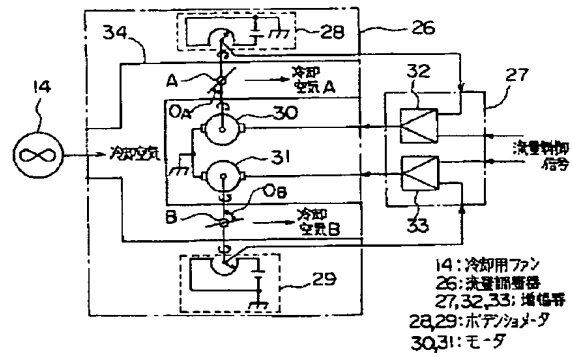 28
26
34
A
冷却
空気A
32
27
14
OA
30
冷却空気
流量制御
信号
31
33
OB
B
冷却
空気B
29
14:冷却用ファン
26:流量調整器
27,32,33:増幅器
28,29:ポテンショメータ
30,31:モータ